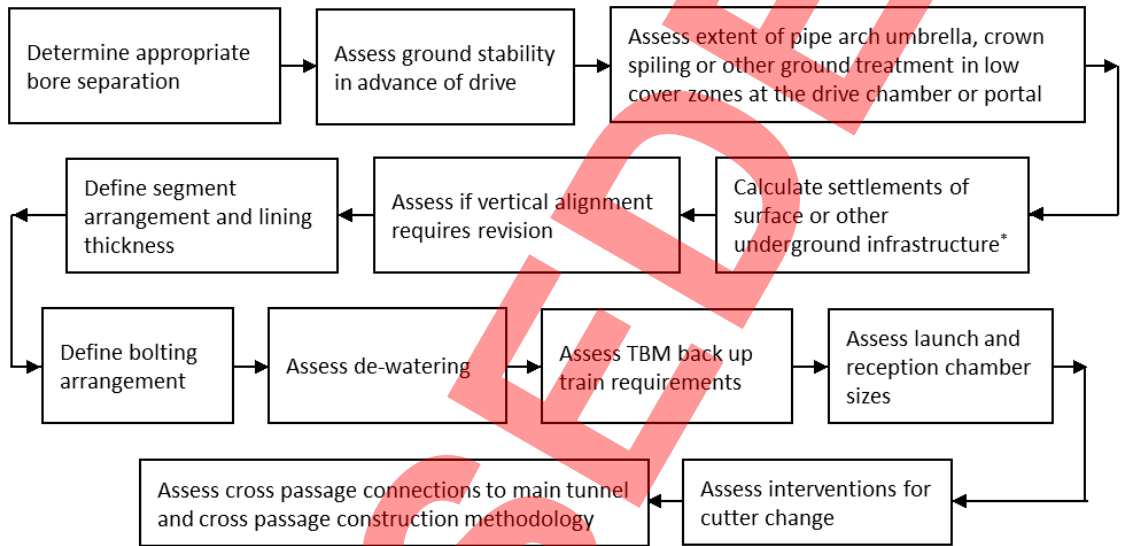 Determine appropriate
bore separation
Assess ground stability
in advance of drive
Assess extent of pipe arch umbrella, crown
spiling or other ground treatment in low
cover zones at the drive chamber or portal
Calculate settlements of
surface or other
underground infrastructure*
Assess if vertical alignment
requires revision
Define segment
arrangement and lining
thickness
Define bolting
arrangement
Assess de-watering
Assess TBM back up
train requirements
Assess launch and
reception chamber
sizes
Assess interventions for
cutter change
Assess cross passage connections to main tunnel
and cross passage construction methodology
SEDE